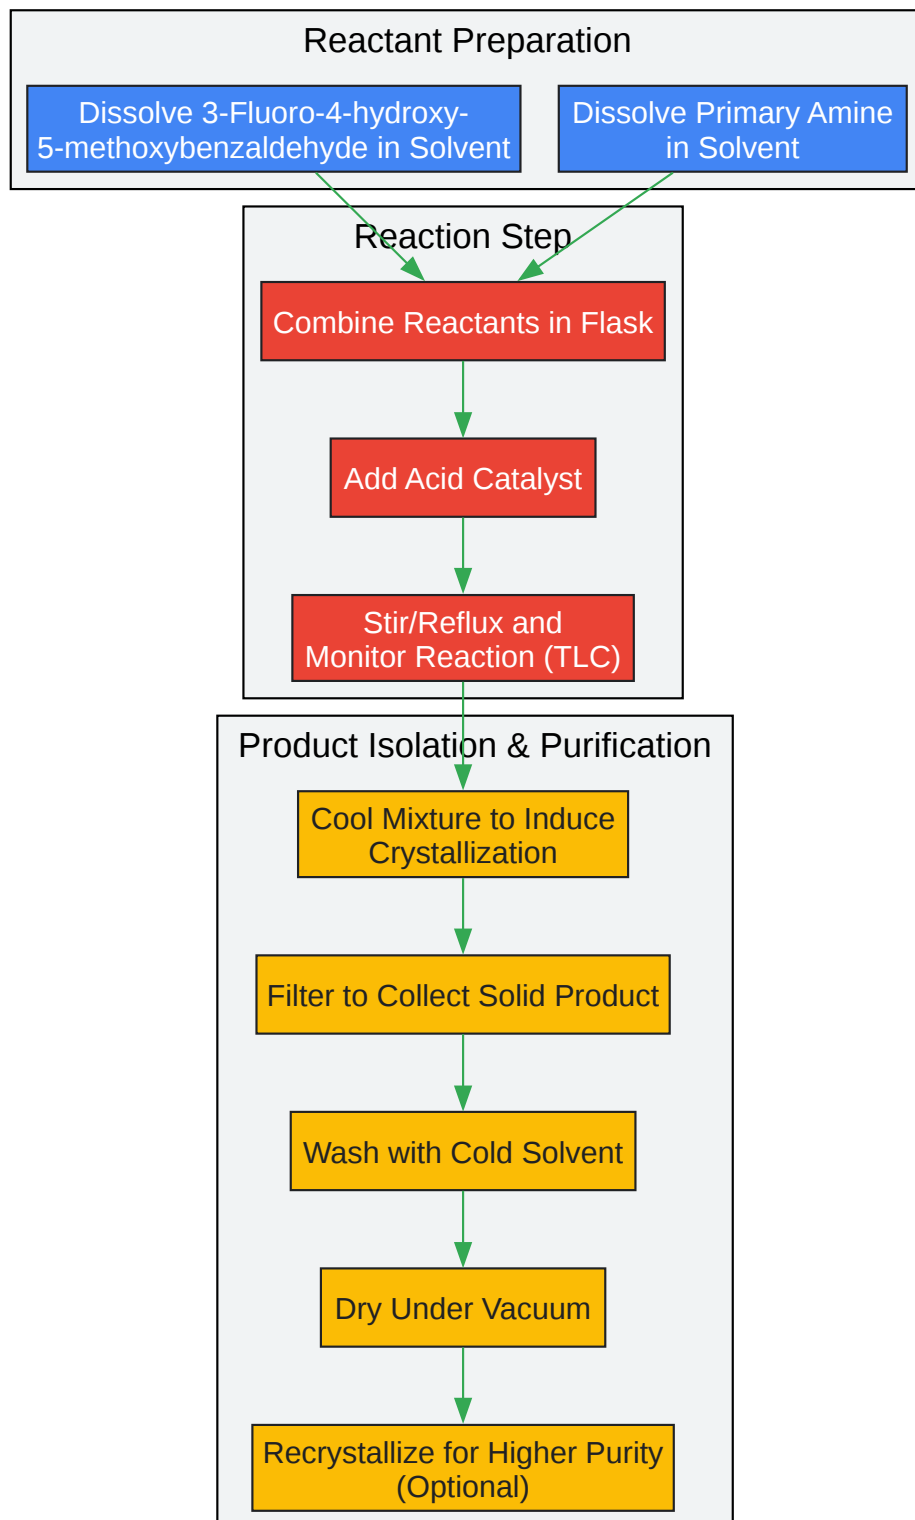 Reactant Preparation
Dissolve 3-Fluoro-4-hydroxy-
5-methoxybenzaldehyde in Solvent
Dissolve Primary Amine
in Solvent
Reaction Step
Combine Reactants in Flask
Add Acid Catalyst
Stir/Reflux and
Monitor Reaction (TLC)
Product Isolation & Purification
Cool Mixture to Induce
Crystallization
Filter to Collect Solid Product
Wash with Cold Solvent
Dry Under Vacuum
Recrystallize for Higher Purity
(Optional)